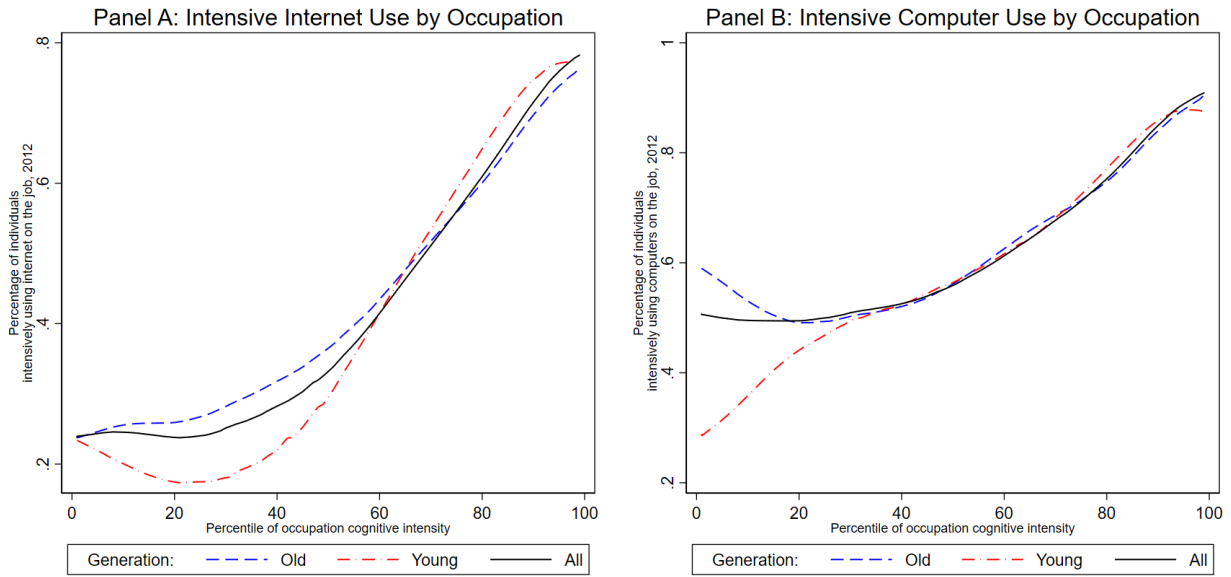 Panel A: Intensive Internet Use by Occupation
Percentage of individuals
intensively using internet on the job, 2012
.8
.6
.4
.2
0 20 40 60 80 100
Percentile of occupation cognitive intensity
Generation: Old Young All
Panel B: Intensive Computer Use by Occupation
Percentage of individuals
intensively using computers on the job, 2012
1
.8
.6
.4
.2
0 20 40 60 80 100
Percentile of occupation cognitive intensity
Generation: Old Young All